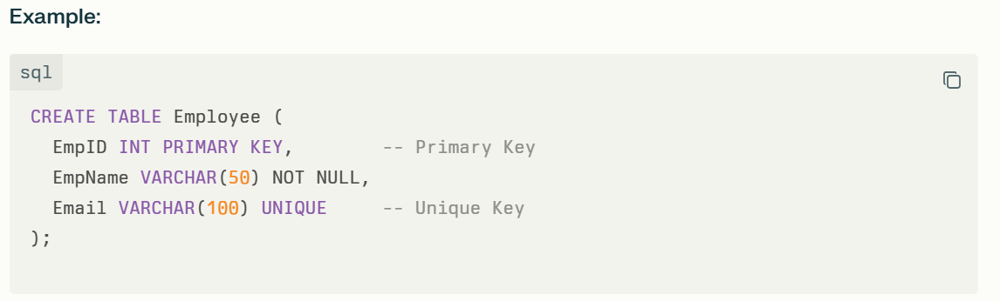 Example:
sql
CREATE TABLE Employee (
  EmpID INT PRIMARY KEY,        -- Primary Key
  EmpName VARCHAR(50) NOT NULL,
  Email VARCHAR(100) UNIQUE     -- Unique Key
);